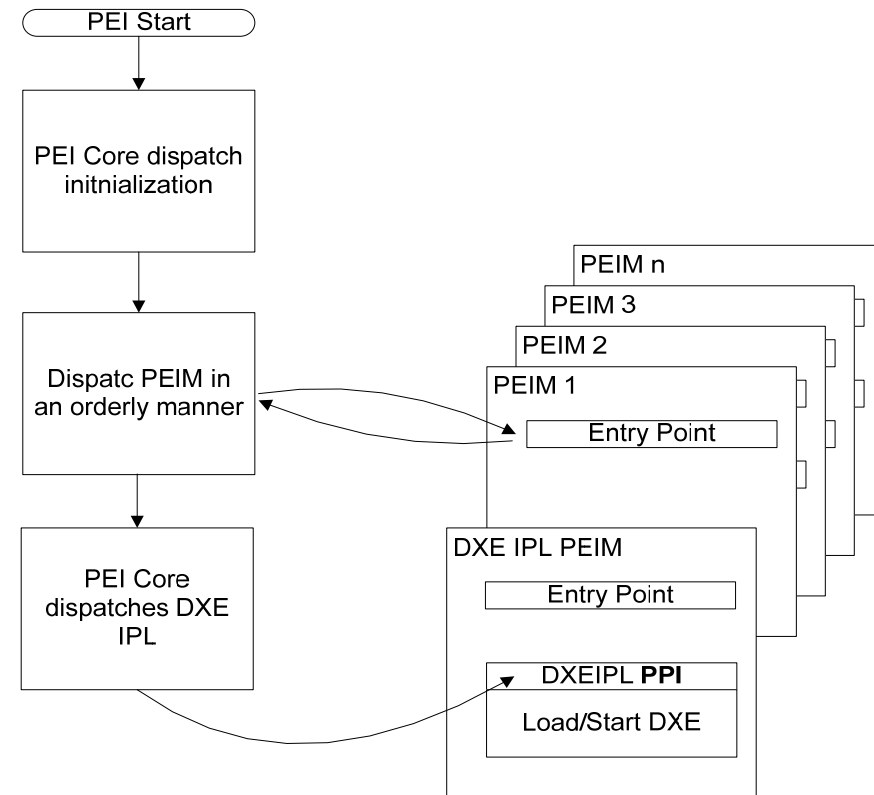 PEI Start
PEI Core dispatch
initnialization
Dispatc PEIM in
an orderly manner
PEI Core
dispatches DXE
IPL
PEIM n
PEIM 3
PEIM 2
PEIM 1
Entry Point
DXE IPL PEIM
Entry Point
DXEIPL PPI
Load/Start DXE